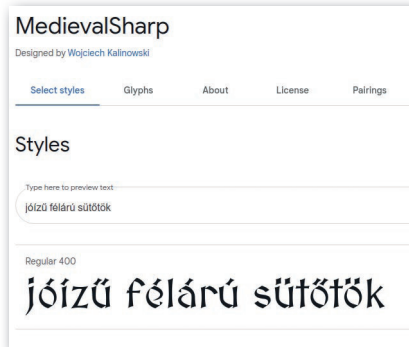 MedievalSharp
Designed by Wojciech Kalinowski
Select styles Glyphs About License Pairings
Styles
Type here to preview text
jóízű félárú sütőtök
Regular 400
jóízű félárú sütőtök